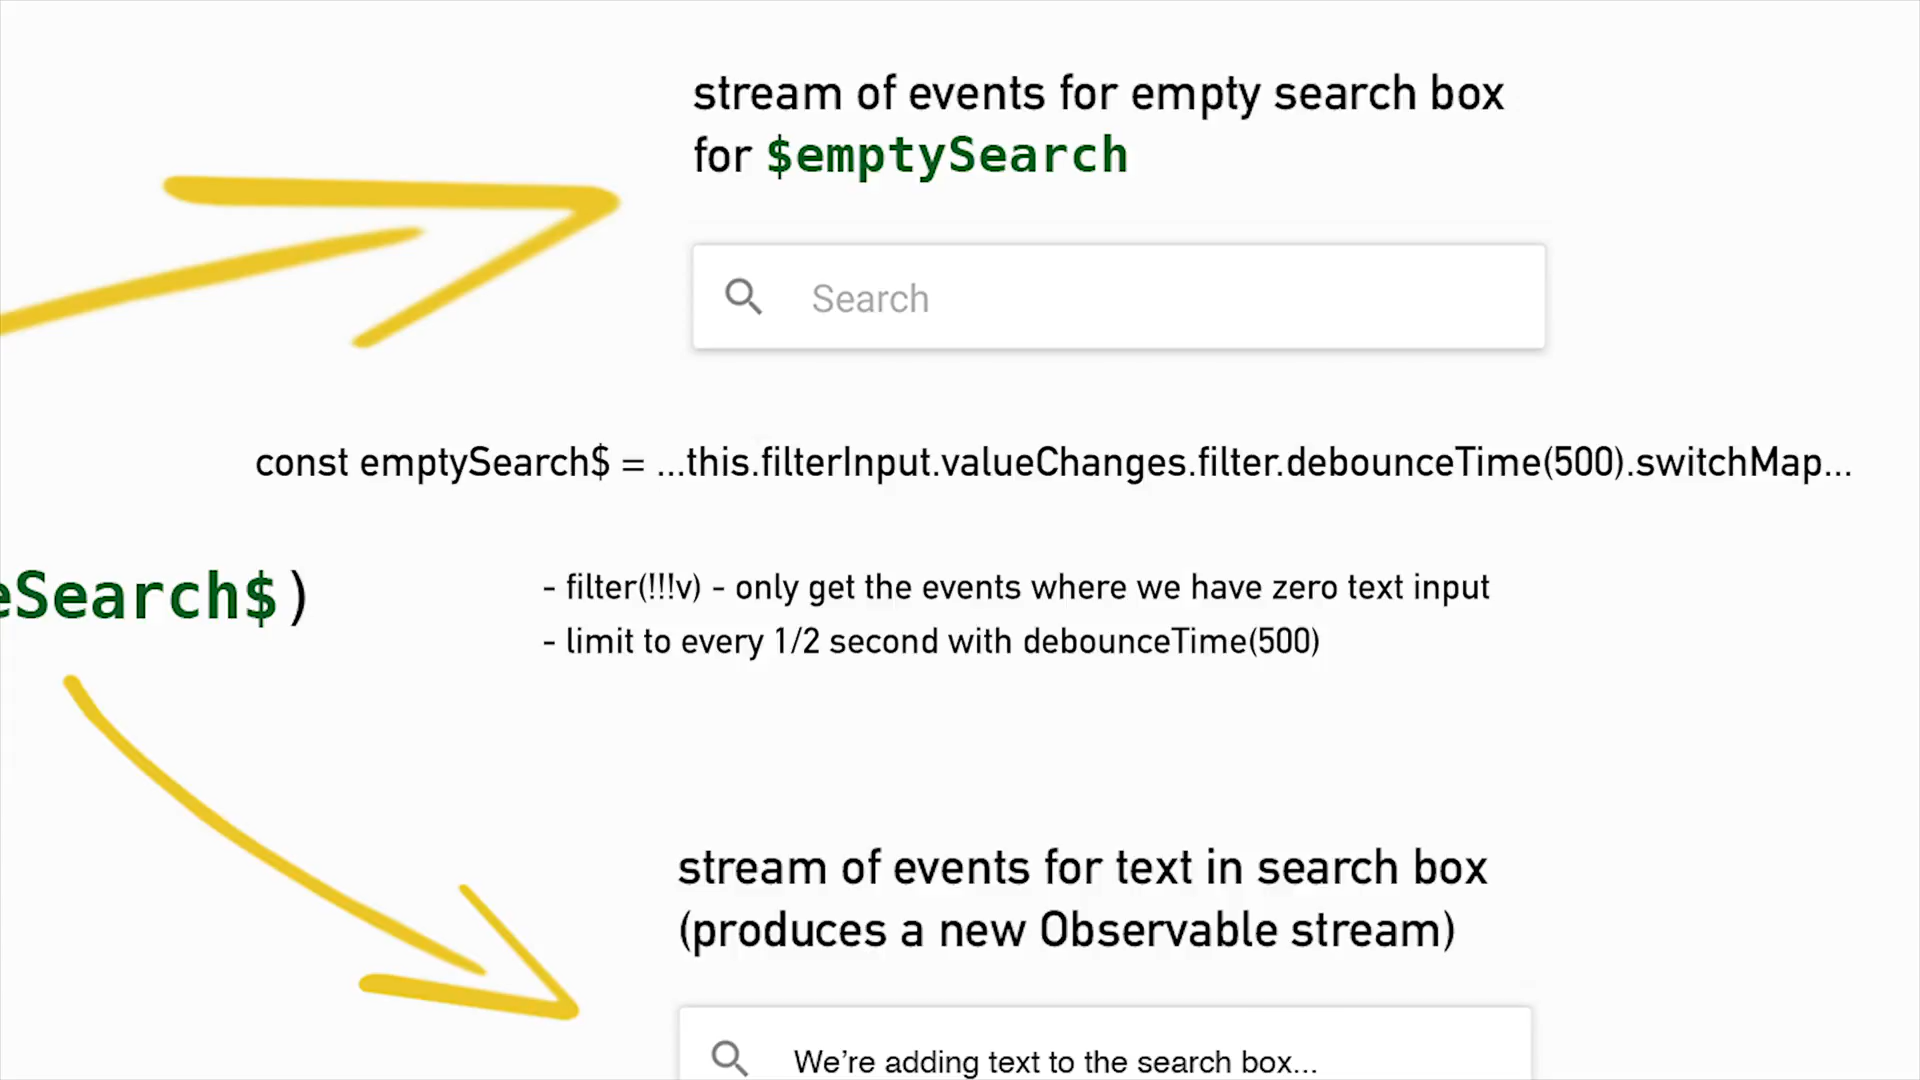 stream of events for empty search box
for $emptySearch
Search
const emptySearch$ = ...this.filterInput.valueChanges.filter.debounceTime(500).switchMap...
eSearch$)
- filter(!!!v) - only get the events where we have zero text input
- limit to every 1/2 second with debounceTime(500)
stream of events for text in search box
(produces a new Observable stream)
We're adding text to the search box...